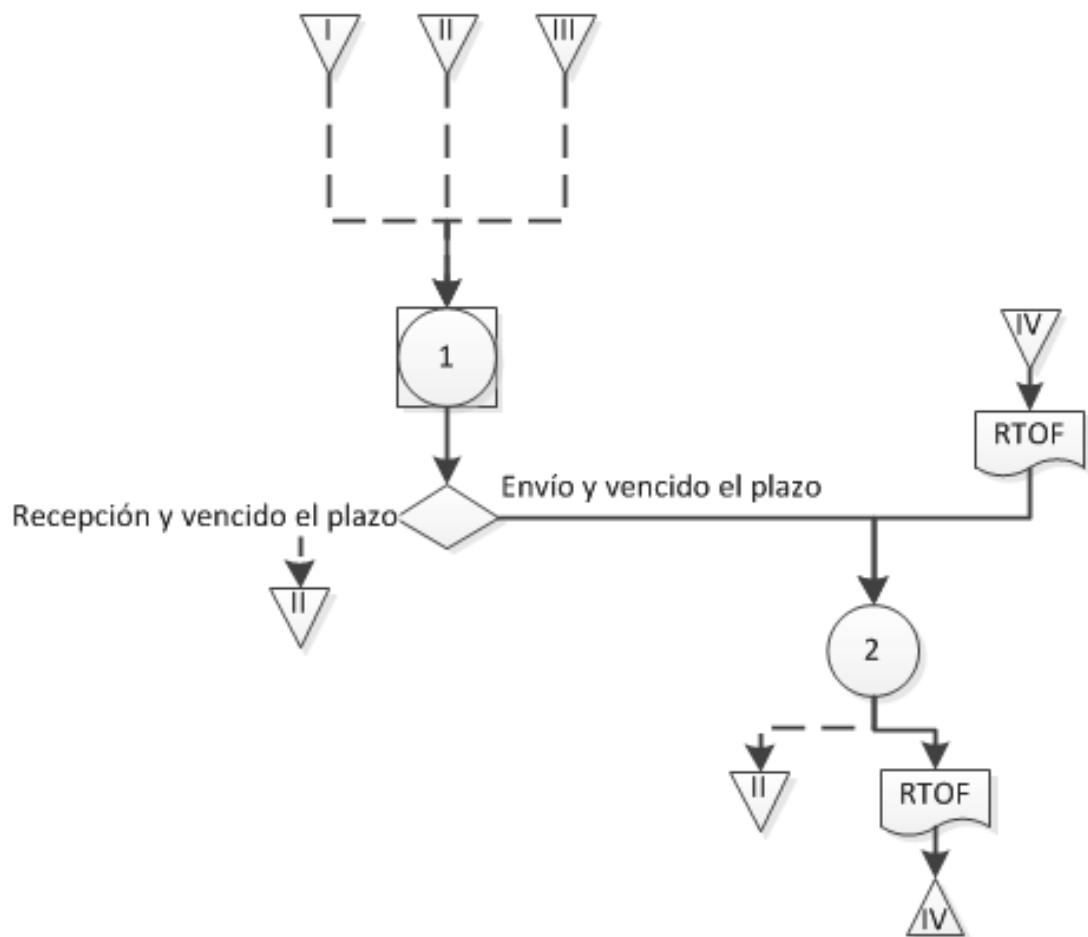 I
II
III
1
IV
RTOF
Envío y vencido el plazo
Recepción y vencido el plazo
II
2
II
RTOF
IV